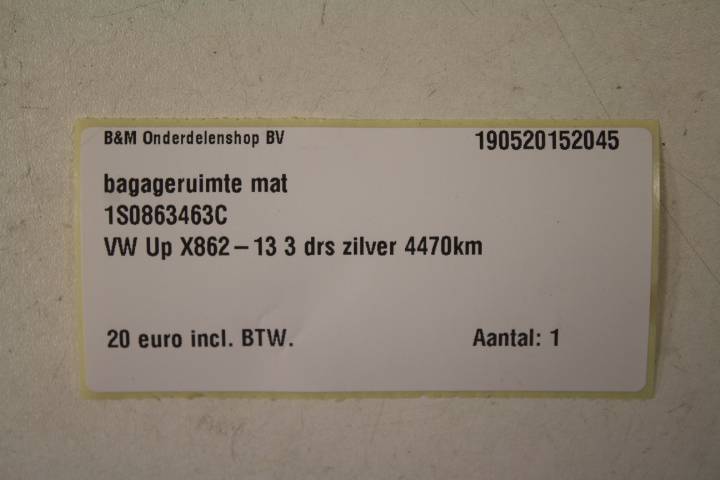 B&M Onderdelenshop BV 190520152045
bagageruimte mat
1S0863463C
VW Up X862-13 3 drs zilver 4470km
20 euro incl. BTW. Aantal: 1